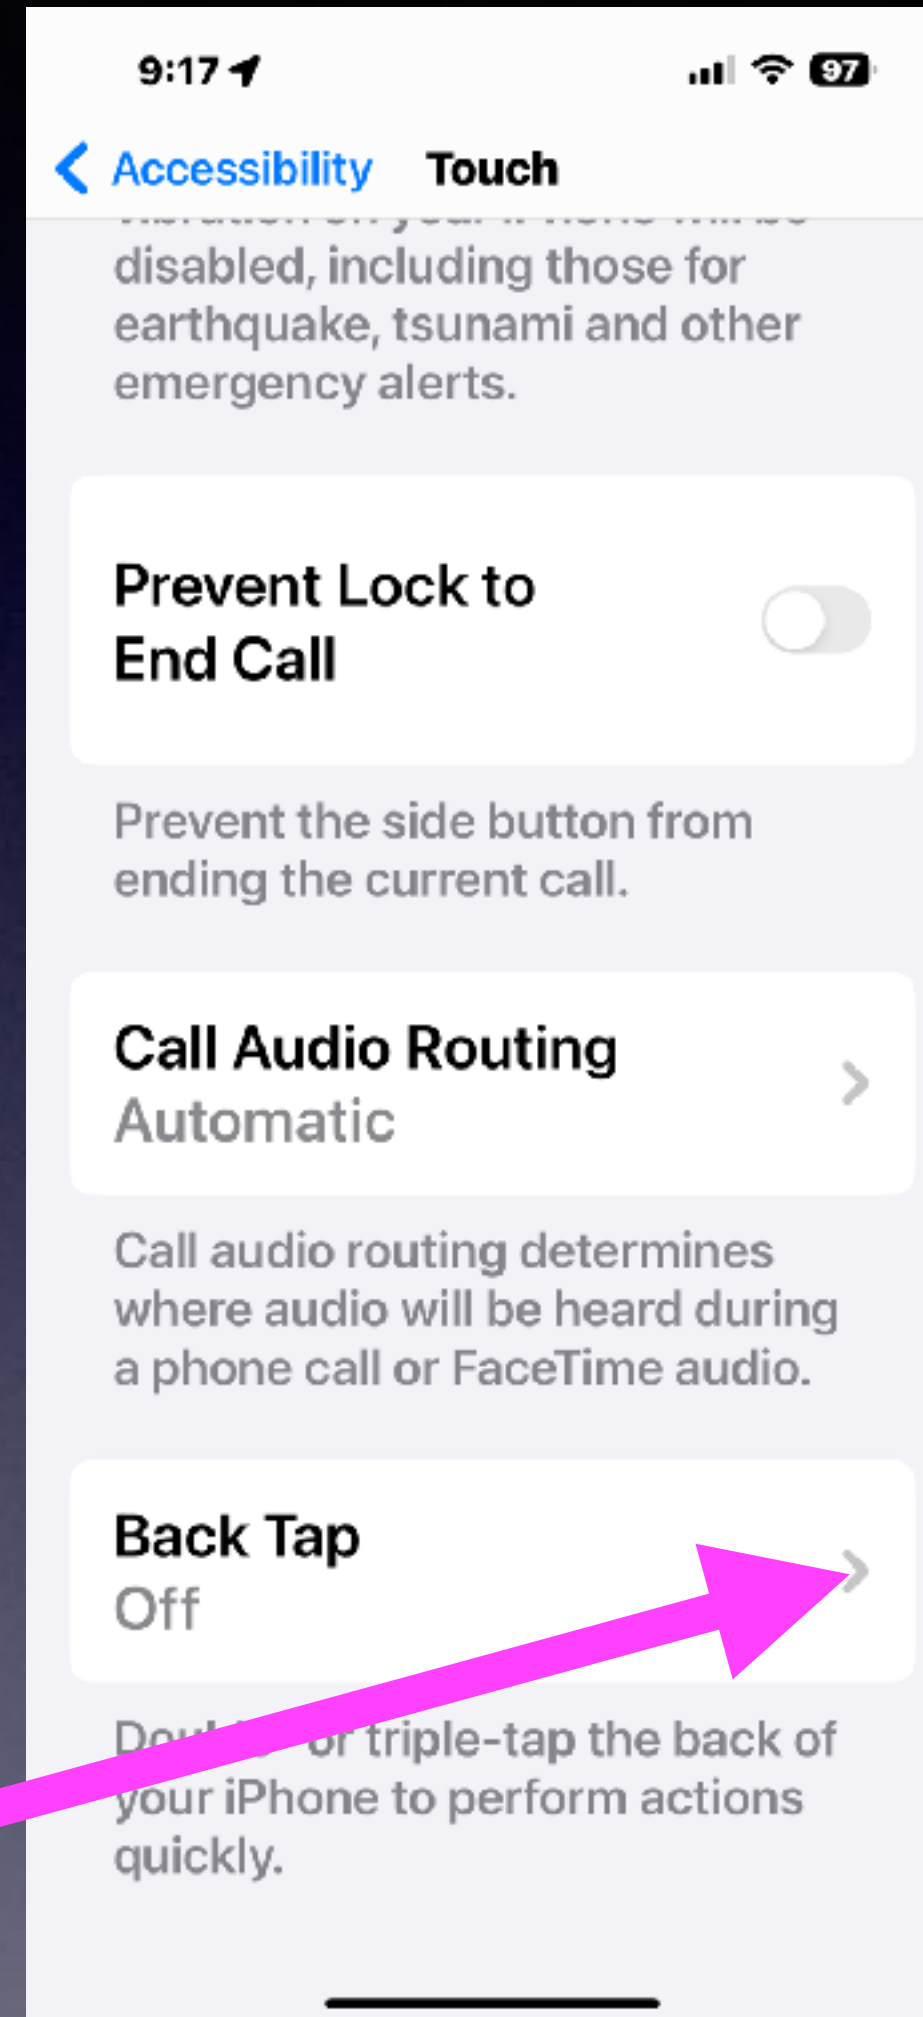 9:17
97
Accessibility Touch
disabled, including those for
earthquake, tsunami and other
emergency alerts.
Prevent Lock to
End Call
Prevent the side button from
ending the current call.
Call Audio Routing
Automatic
Call audio routing determines
where audio will be heard during
a phone call or FaceTime audio.
Back Tap
Off
or triple-tap the back of
your iPhone to perform actions
quickly.